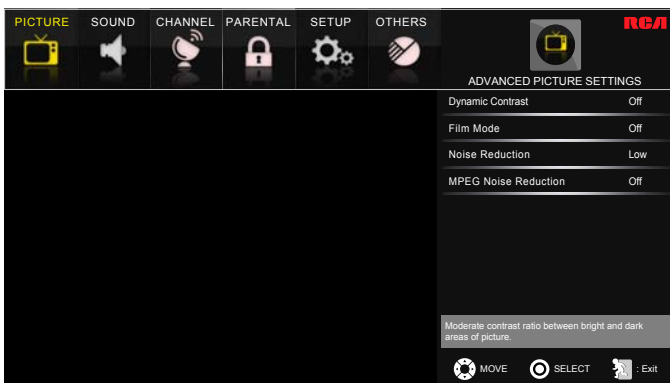 PICTURE SOUND CHANNEL PARENTAL SETUP OTHERS
RCA
ADVANCED PICTURE SETTINGS
Dynamic Contrast Off
Film Mode Off
Noise Reduction Low
MPEG Noise Reduction Off
Moderate contrast ratio between bright and dark
areas of picture.
MOVE SELECT : Exit